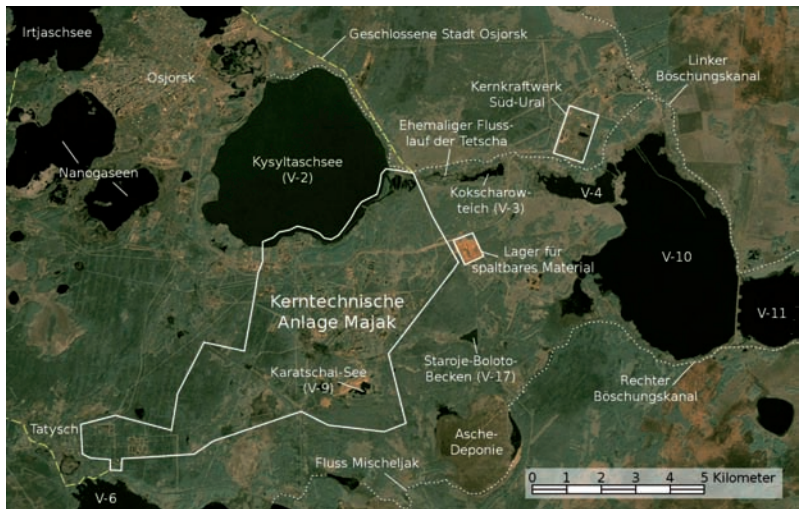 Irtjaschsee
Geschlossene Stadt Osjorsk
Osjorsk
Linker
Böschungskanal
Kernkraftwerk
Süd-Ural
Ehemaliger Fluss-
lauf der Tetscha
Nanogaseen
Kysyltaschsee
(V-2)
Kokscharow-
teich (V-3)
V-4
Lager für
spaltbares Material
V-10
Kerntechnische
Anlage Majak
V-11
Staroje-Boloto-
Becken (V-17)
Karatschai-See
(V-9)
Rechter
Böschungskanal
Tatysch
Asche-
Deponie
Fluss Mischeljak
V-6
0 1 2 3 4 5 Kilometer